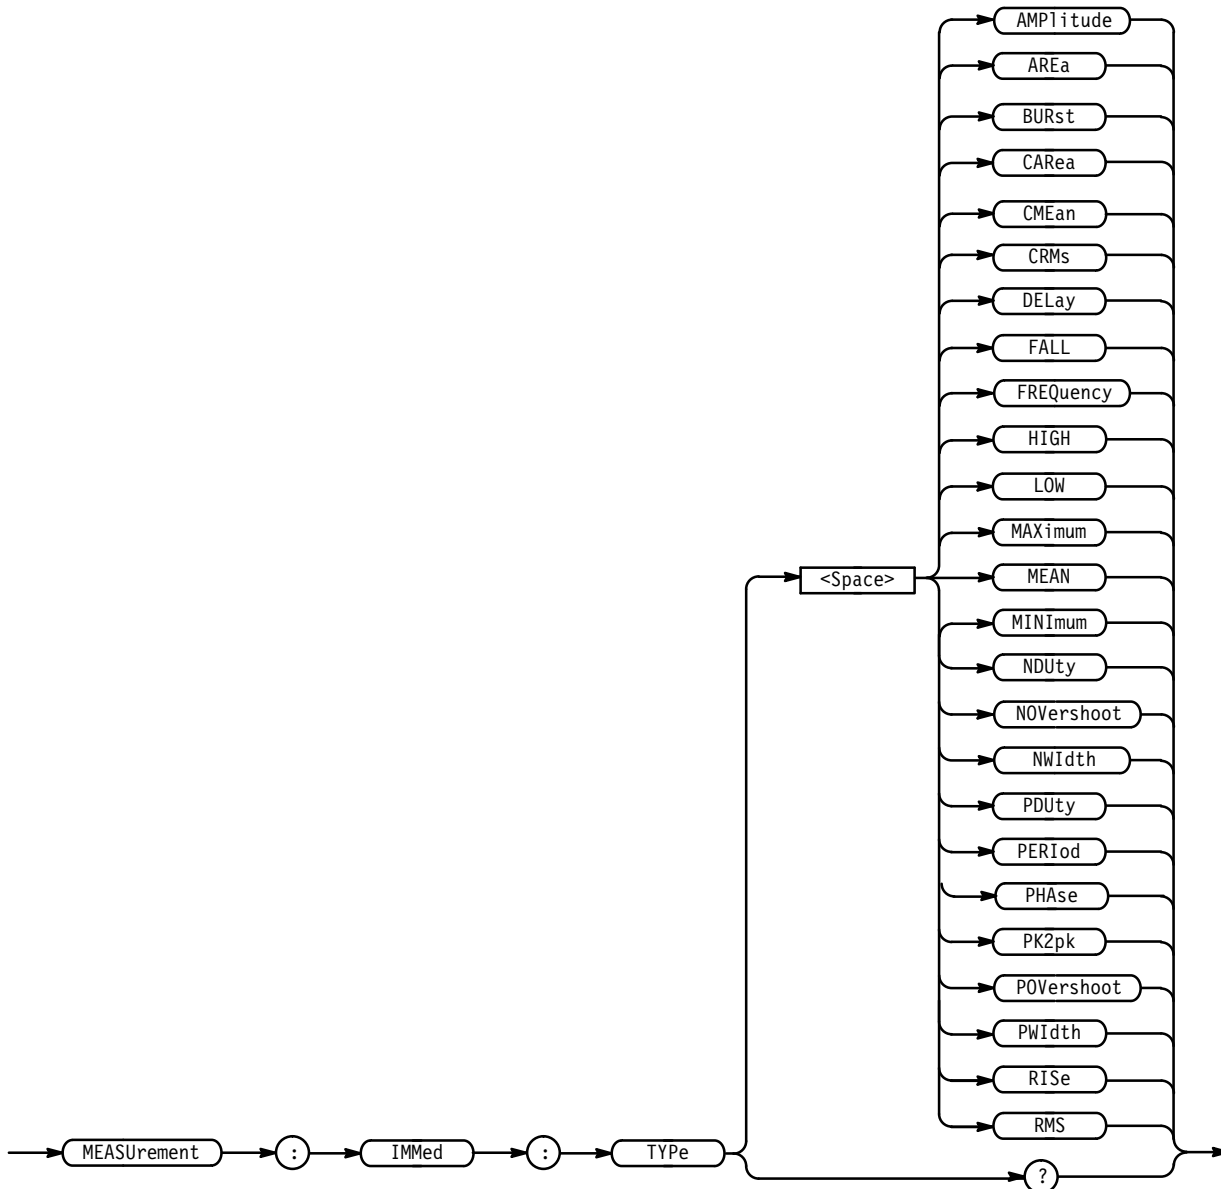 AMPlitude
AREa
BURst
CARea
CMEan
CRMs
DELay
FALL
FREQuency
HIGH
LOW
MAXimum
<Space>
MEAN
MINImum
NDUty
NOVershoot
NWIdth
PDUty
PERIod
PHAse
PK2pk
POVershoot
PWIdth
RISe
RMS
MEASUrement : IMMed : TYPe
?